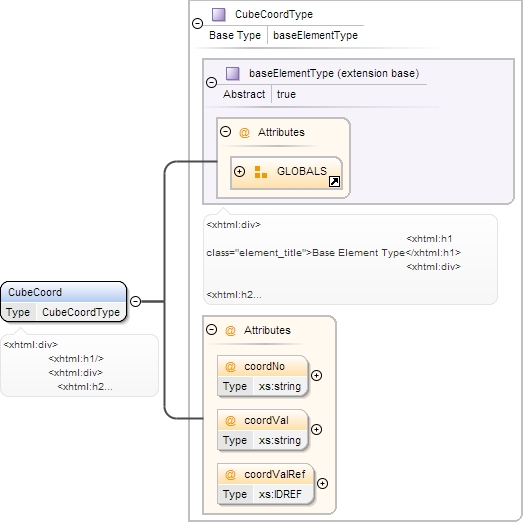 CubeCoordType
Base Type baseElementType
baseElementType (extension base)
Abstract true
@ Attributes
GLOBALS
<xhtml:div>
<xhtml:h1
class="element_title">Base Element Type</xhtml:h1>
<xhtml:div>
<xhtml:h2...
CubeCoord
Type CubeCoordType
<xhtml:div>
<xhtml:h1/>
<xhtml:div>
<xhtml:h2...
@ Attributes
@ coordNo
Type xs:string
@ coordVal
Type xs:string
@ coordValRef
Type xs:IDREF